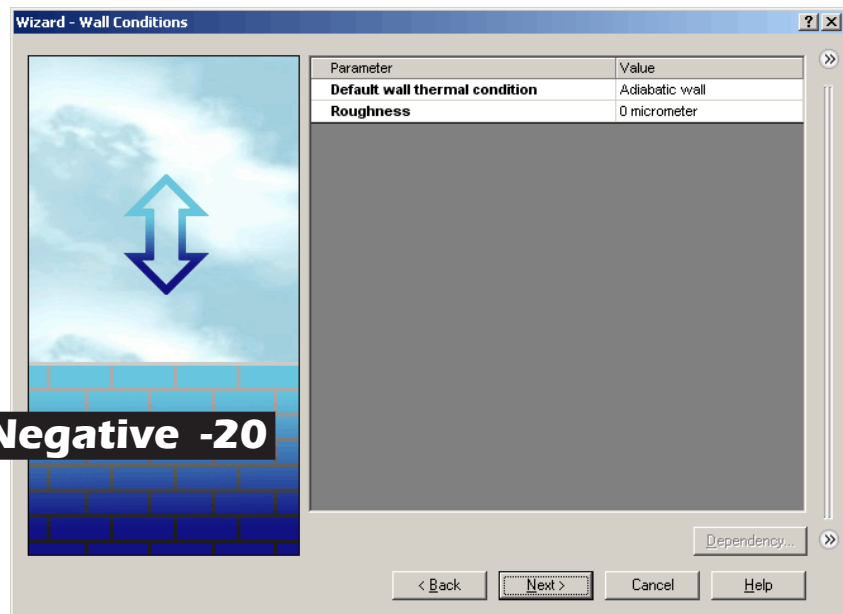 Wizard - Wall Conditions
Parameter Value
Default wall thermal condition Adiabatic wall
Roughness 0 micrometer
Negative -20
Dependency...
< Back Next > Cancel Help